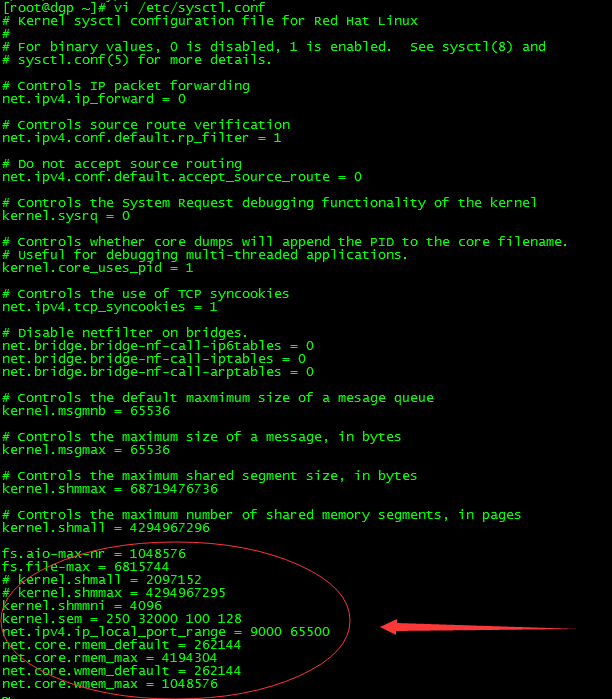 [root@dgp ~]# vi /etc/sysctl.conf
# Kernel sysctl configuration file for Red Hat Linux
#
# For binary values, 0 is disabled, 1 is enabled.  See sysctl(8) and
# sysctl.conf(5) for more details.
# Controls IP packet forwarding
net.ipv4.ip_forward = 0
# Controls source route verification
net.ipv4.conf.default.rp_filter = 1
# Do not accept source routing
net.ipv4.conf.default.accept_source_route = 0
# Controls the System Request debugging functionality of the kernel
kernel.sysrq = 0
# Controls whether core dumps will append the PID to the core filename.
# Useful for debugging multi-threaded applications.
kernel.core_uses_pid = 1
# Controls the use of TCP syncookies
net.ipv4.tcp_syncookies = 1
# Disable netfilter on bridges.
net.bridge.bridge-nf-call-ip6tables = 0
net.bridge.bridge-nf-call-iptables = 0
net.bridge.bridge-nf-call-arptables = 0
# Controls the default maxmimum size of a mesage queue
kernel.msgmnb = 65536
# Controls the maximum size of a message, in bytes
kernel.msgmax = 65536
# Controls the maximum shared segment size, in bytes
kernel.shmmax = 68719476736
# Controls the maximum number of shared memory segments, in pages
kernel.shmall = 4294967296
fs.aio-max-nr = 1048576
fs.file-max = 6815744
# kernel.shmall = 2097152
# kernel.shmmax = 4294967295
kernel.shmmni = 4096
kernel.sem = 250 32000 100 128
net.ipv4.ip_local_port_range = 9000 65500
net.core.rmem_default = 262144
net.core.rmem_max = 4194304
net.core.wmem_default = 262144
net.core.wmem_max = 1048576